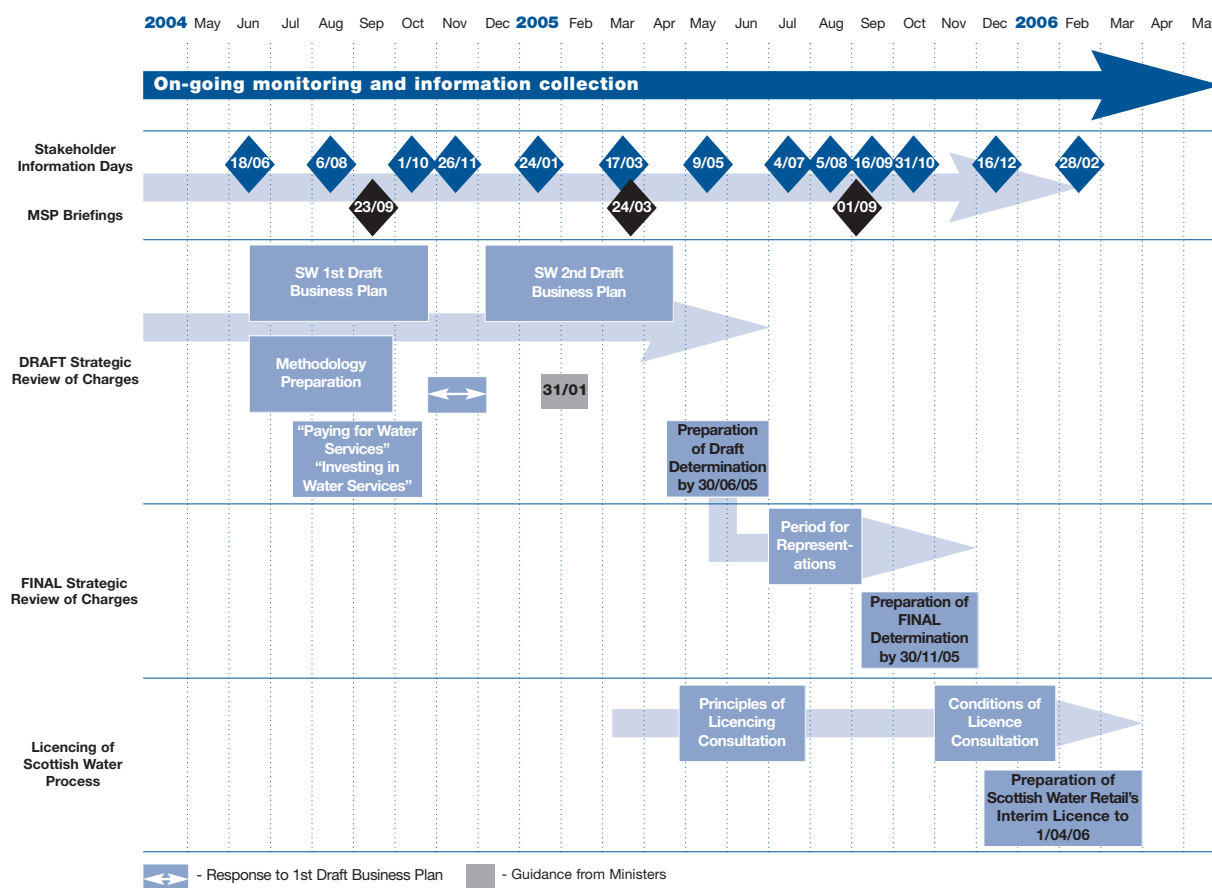 2004 May Jun Jul Aug Sep Oct Nov Dec 2005 Feb Mar Apr May Jun Jul Aug Sep Oct Nov Dec 2006 Feb Mar Apr May
On-going monitoring and information collection
Stakeholder
Information Days
18/06 6/08 1/10 26/11 24/01 17/03 9/05 4/07 5/08 16/09 31/10 16/12 28/02
MSP Briefings
23/09 24/03 01/09
DRAFT Strategic
Review of Charges
SW 1st Draft
Business Plan
SW 2nd Draft
Business Plan
Methodology
Preparation
31/01
“Paying for Water
Services”
“Investing in
Water Services”
Preparation
of Draft
Determination
by 30/06/05
FINAL Strategic
Review of Charges
Period for
Represent-
ations
Preparation of
FINAL
Determination
by 30/11/05
Licencing of
Scottish Water
Process
Principles of
Licencing
Consultation
Conditions of
Licence
Consultation
Preparation of
Scottish Water Retail's
Interim Licence to
1/04/06
- Response to 1st Draft Business Plan
- Guidance from Ministers